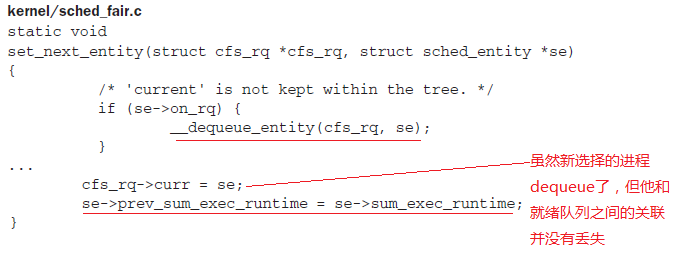 kernel/sched_fair.c
static void
set_next_entity(struct cfs_rq *cfs_rq, struct sched_entity *se)
{
/* 'current' is not kept within the tree. */
if (se->on_rq) {
__dequeue_entity(cfs_rq, se);
}
...
cfs_rq->curr = se;
se->prev_sum_exec_runtime = se->sum_exec_runtime;
}
虽然新选择的进程
dequeue了，但他和
就绪队列之间的关联
并没有丢失